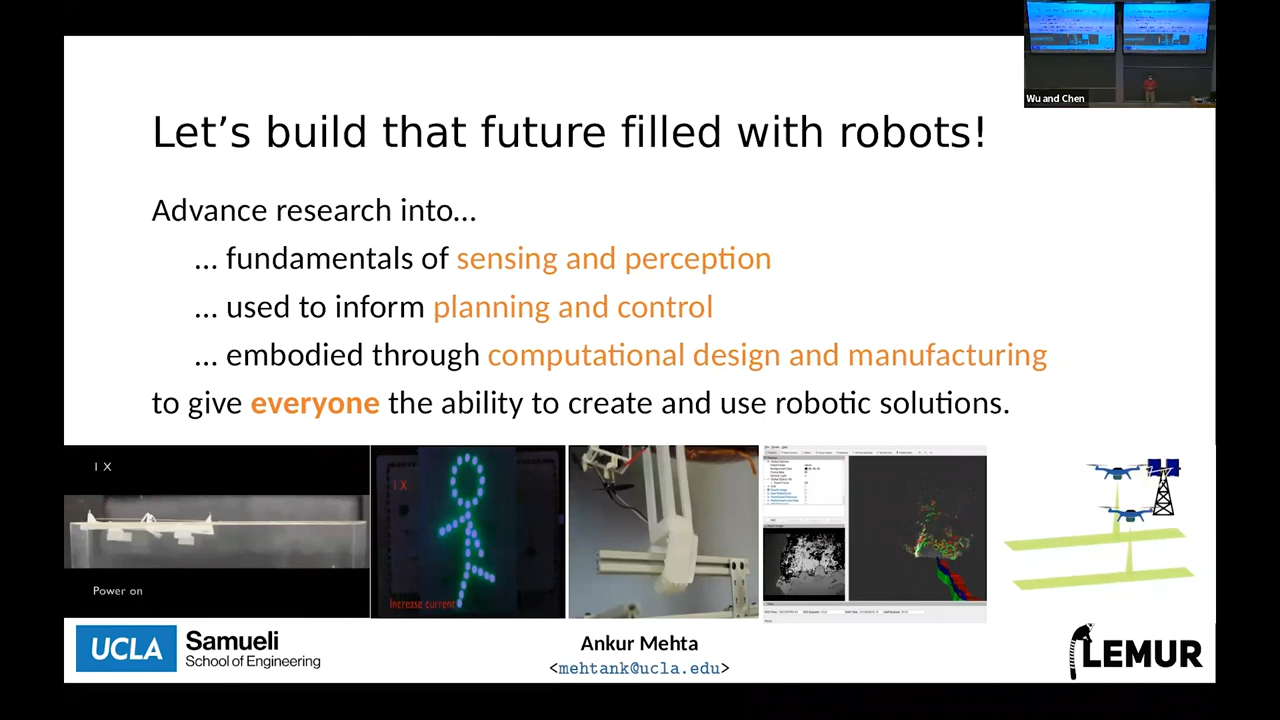 Wu and Chen
Let's build that future filled with robots!
Advance research into…
… fundamentals of sensing and perception
… used to inform planning and control
… embodied through computational design and manufacturing
to give everyone the ability to create and use robotic solutions.
1 X
Power on
1 X
Increase current
UCLA
Samueli
School of Engineering
Ankur Mehta
<mehtank@ucla.edu>
LEMUR